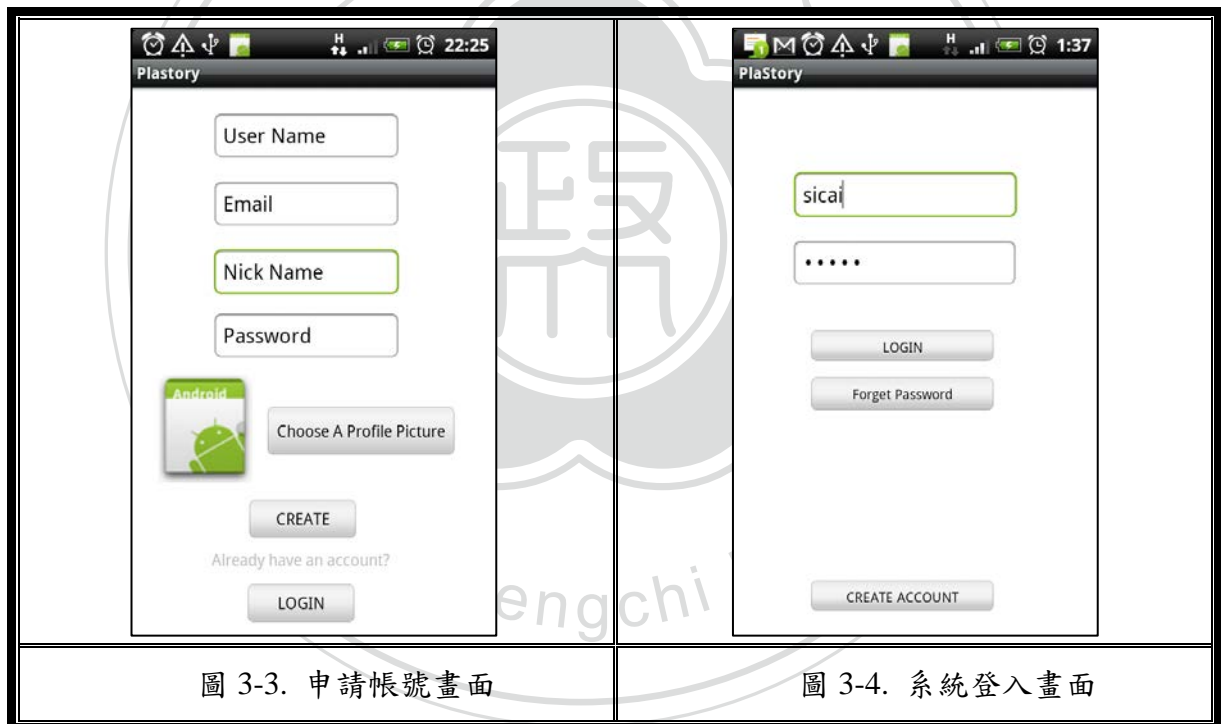 22:25
Plastory
User Name
Email
Nick Name
Password
Android
Choose A Profile Picture
CREATE
Already have an account?
LOGIN
圖 3-3. 申請帳號畫面
1:37
PlaStory
sicai
•••••
LOGIN
Forget Password
CREATE ACCOUNT
圖 3-4. 系統登入畫面
政
engchi